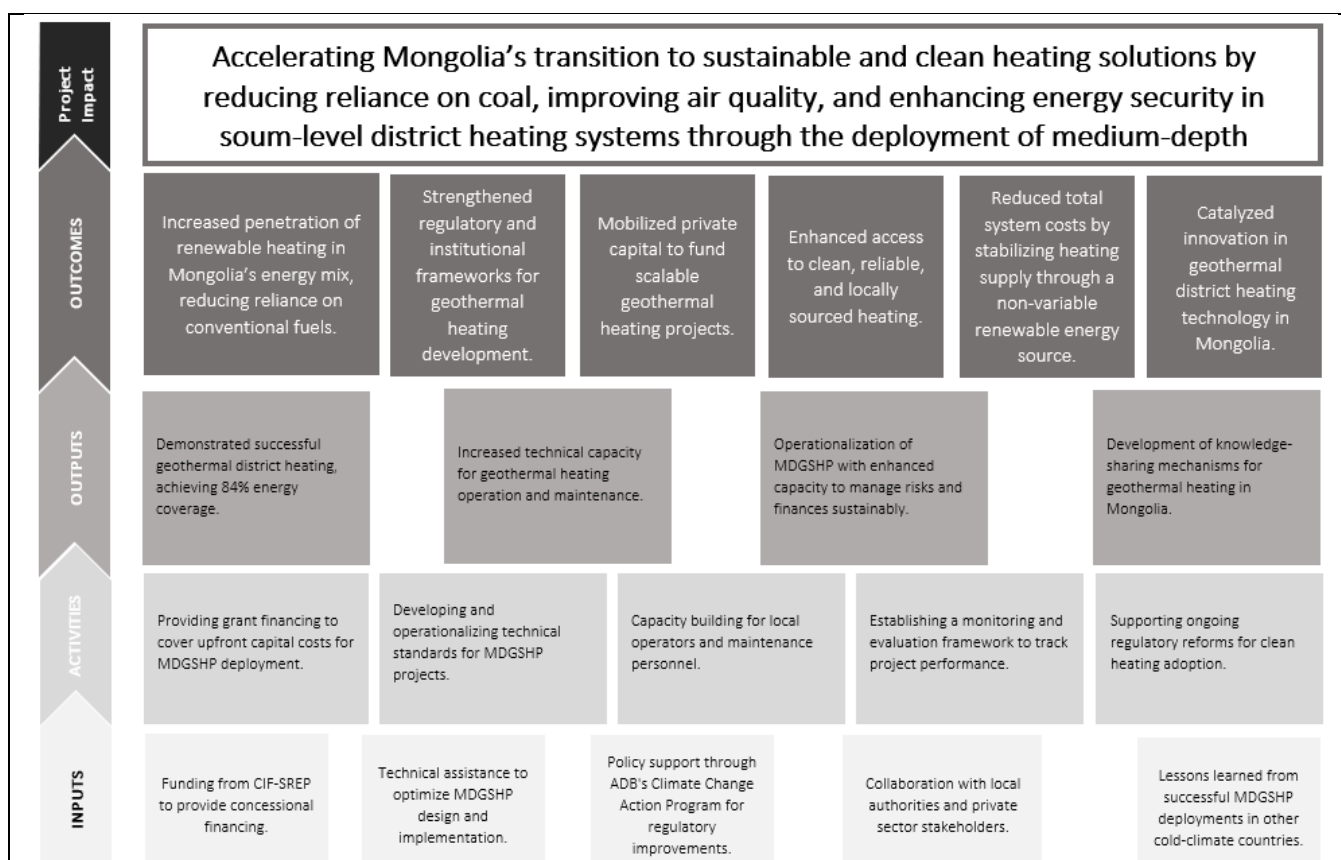 Project
Impact
Accelerating Mongolia's transition to sustainable and clean heating solutions by
reducing reliance on coal, improving air quality, and enhancing energy security in
soum-level district heating systems through the deployment of medium-depth
OUTCOMES
Increased penetration of
renewable heating in
Mongolia's energy mix,
reducing reliance on
conventional fuels.
Strengthened
regulatory and
institutional
frameworks for
geothermal
heating
development.
Mobilized private
capital to fund
scalable
geothermal
heating projects.
Enhanced access
to clean, reliable,
and locally
sourced heating.
Reduced total
system costs by
stabilizing heating
supply through a
non-variable
renewable energy
source.
Catalyzed
innovation in
geothermal
district heating
technology in
Mongolia.
OUTPUTS
Demonstrated successful
geothermal district heating,
achieving 84% energy
coverage.
Increased technical capacity
for geothermal heating
operation and maintenance.
Operationalization of
MDGSHP with enhanced
capacity to manage risks and
finances sustainably.
Development of knowledge-
sharing mechanisms for
geothermal heating in
Mongolia.
ACTIVITIES
Providing grant financing to
cover upfront capital costs for
MDGSHP deployment.
Developing and
operationalizing technical
standards for MDGSHP
projects.
Capacity building for local
operators and maintenance
personnel.
Establishing a monitoring and
evaluation framework to track
project performance.
Supporting ongoing
regulatory reforms for clean
heating adoption.
INPUTS
Funding from CIF-SREP
to provide concessional
financing.
Technical assistance to
optimize MDGSHP
design and
implementation.
Policy support through
ADB's Climate Change
Action Program for
regulatory
improvements.
Collaboration with local
authorities and private
sector stakeholders.
Lessons learned from
successful MDGSHP
deployments in other
cold-climate countries.